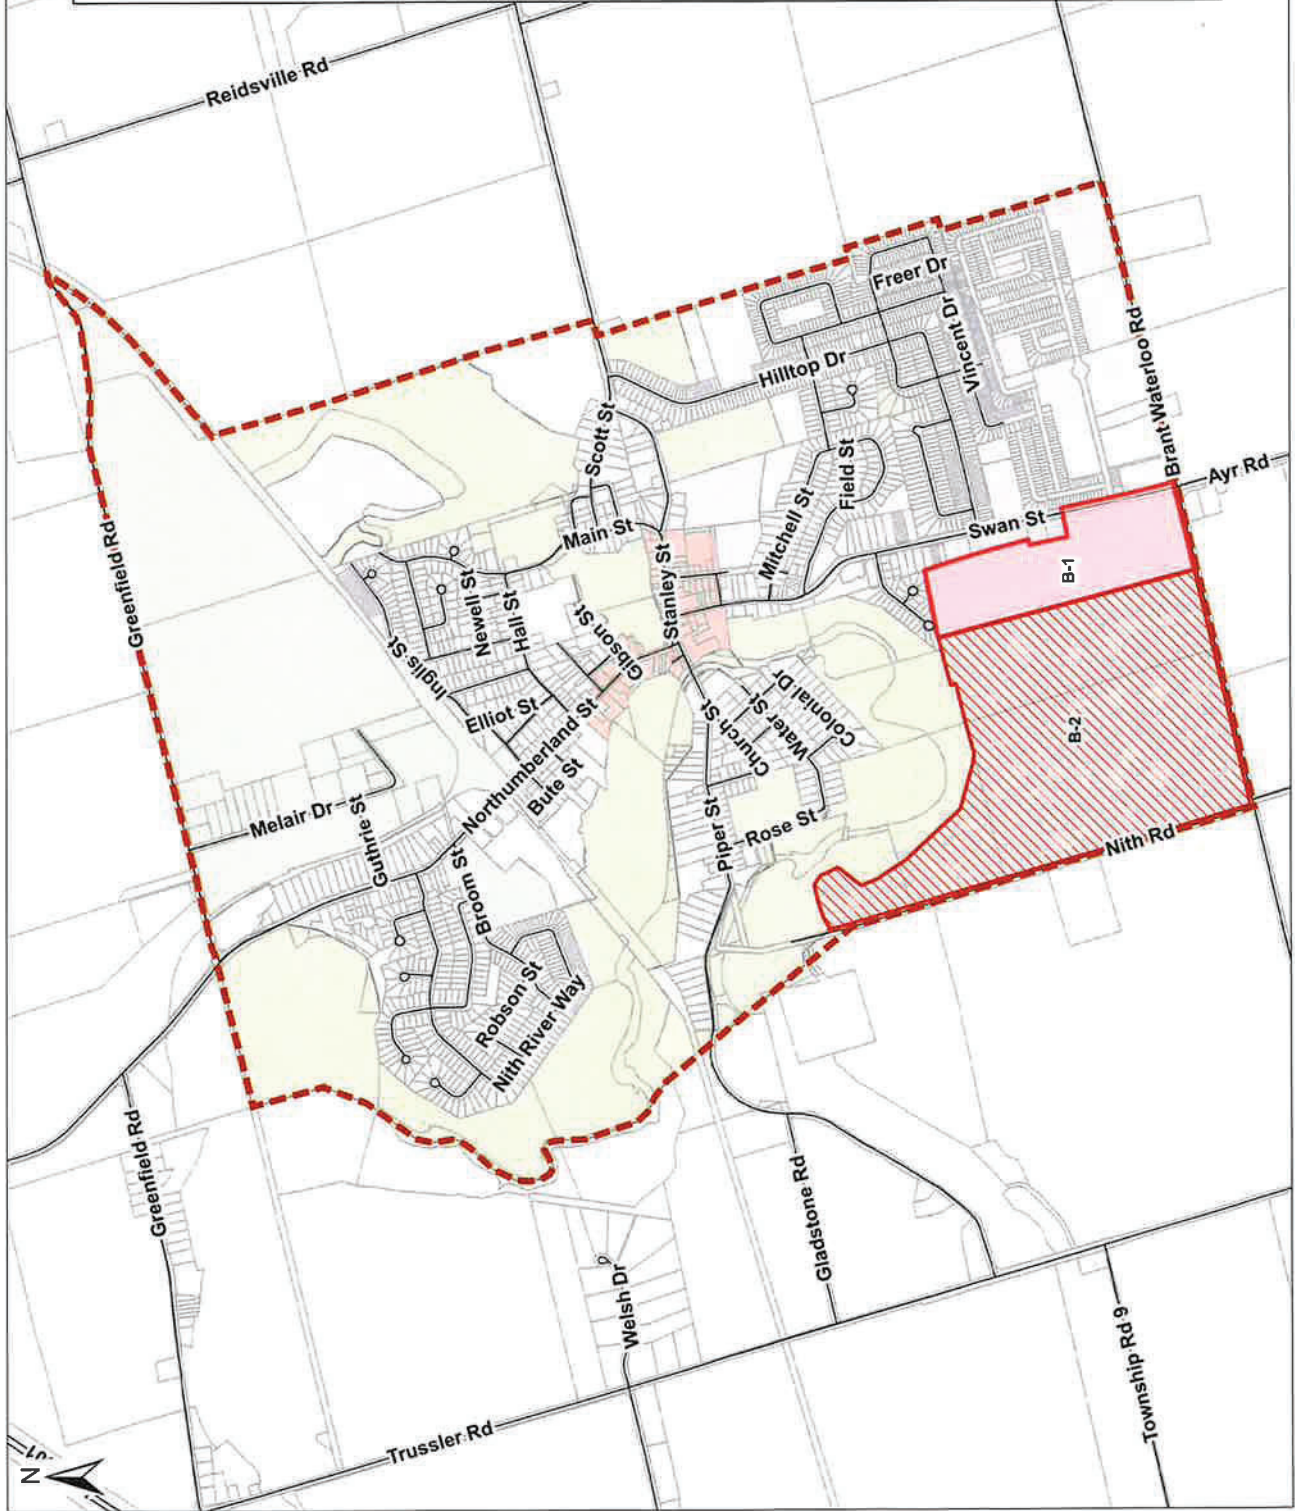 Reidsville Rd
Greenfield Rd
Freer Dr
Vincent Dr
Hilltop Dr
Brant Waterloo Rd
Scott St
Field St
Ayr Rd
Main St
Mitchell St
Swan St
Stanley St
B-1
Newell St
Hall St
Gibson St
Inglis St
Elliot St
Northumberland St
Church St
Water St
Colonial Dr
B-2
Bute St
Melair Dr
Guthrie St
Piper St
Rose St
Nith Rd
Broom St
Robson St
Nith River Way
Greenfield Rd
Gladstone Rd
Welsh Dr
Township Rd 9
Trussler Rd
N